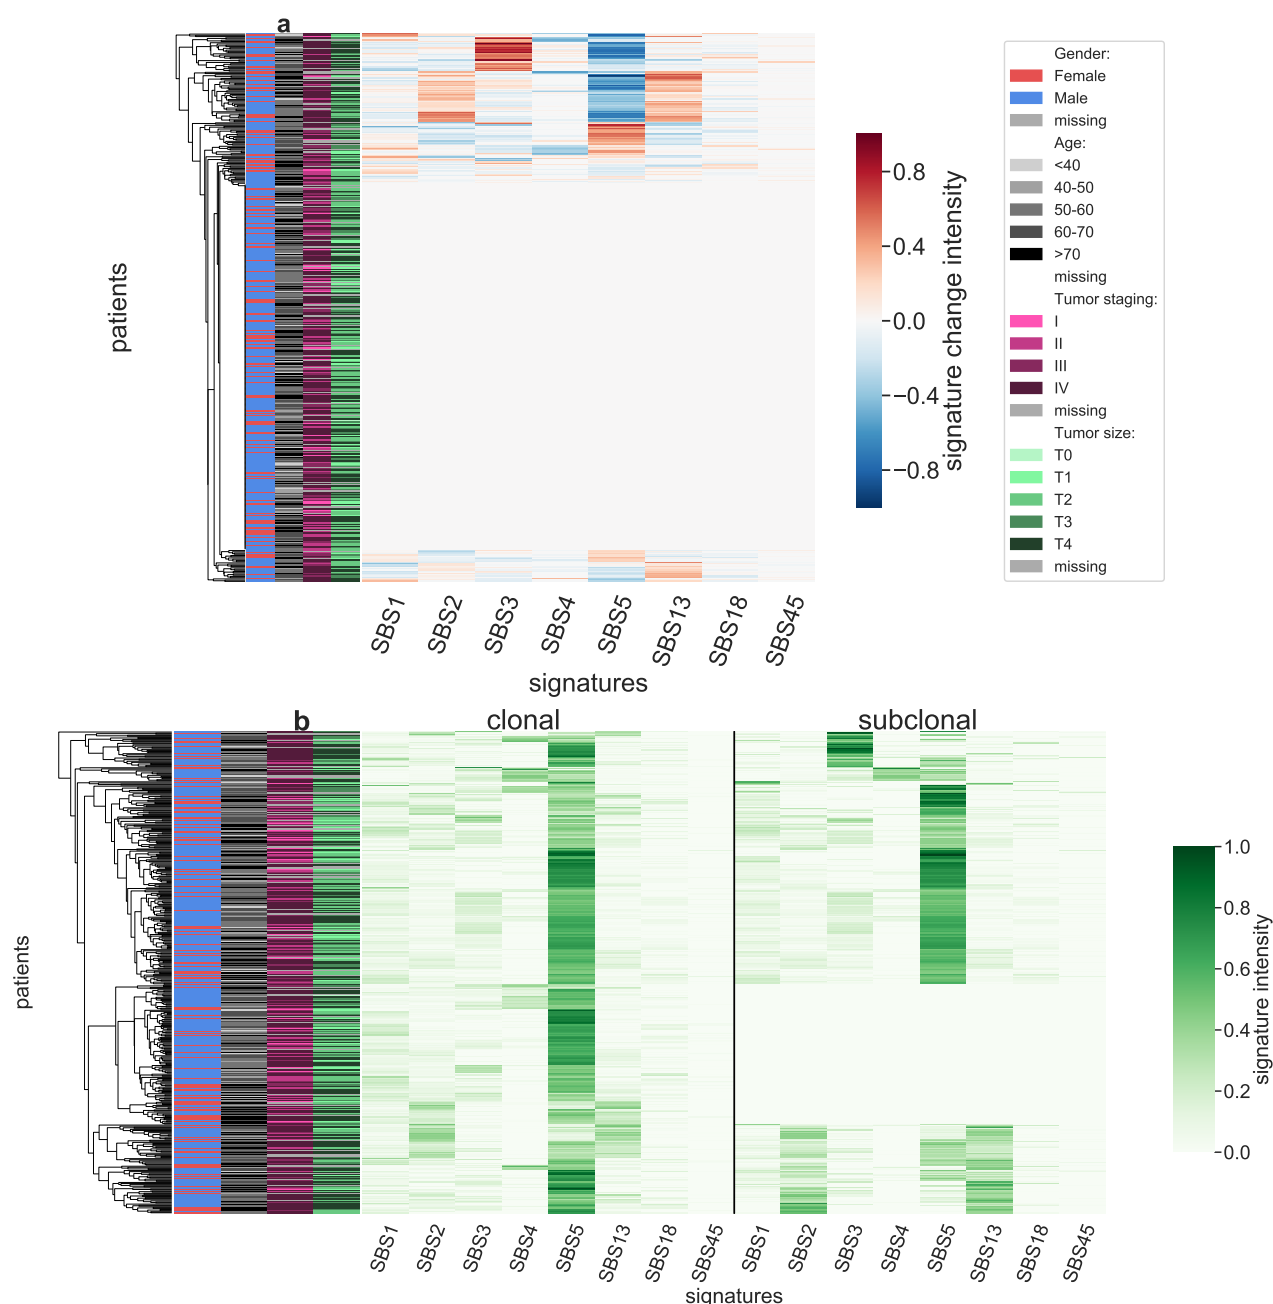 a
patients
SBS1
SBS2
SBS3
SBS4
SBS5
SBS13
SBS18
SBS45
signatures
0.8
0.4
0.0
−0.4
−0.8
signature change intensity
Gender:
Female
Male
missing
Age:
<40
40-50
50-60
60-70
>70
missing
Tumor staging:
I
II
III
IV
missing
Tumor size:
T0
T1
T2
T3
T4
missing
b
clonal
subclonal
patients
SBS1
SBS2
SBS3
SBS4
SBS5
SBS13
SBS18
SBS45
SBS1
SBS2
SBS3
SBS4
SBS5
SBS13
SBS18
SBS45
signatures
1.0
0.8
0.6
0.4
0.2
0.0
signature intensity